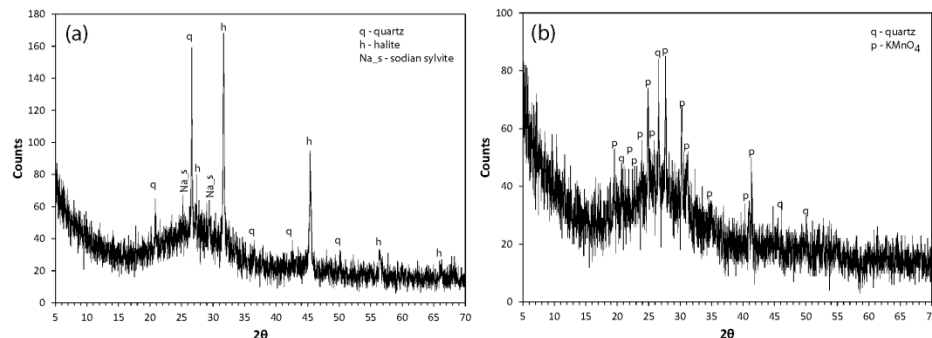 (a)
q - quartz
h - halite
Na_s - sodian sylvite
Counts
180
160
140
120
100
80
60
40
20
0
q
Na_s
q
h
Na_s
h
q
q
h
q
h
h
5 10 15 20 25 30 35 40 45 50 55 60 65 70
2θ
(b)
q - quartz
p - KMnO4
Counts
100
80
60
40
20
0
p
q
p
p
p
p
p
q
p
p
p
p
p
p
q
q
5 10 15 20 25 30 35 40 45 50 55 60 65 70
2θ